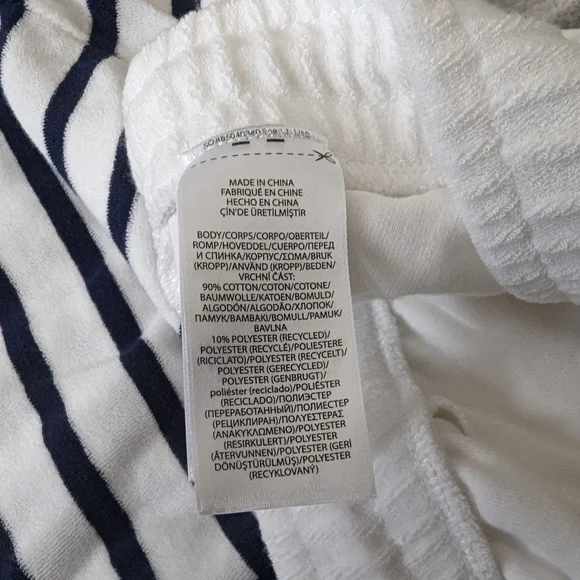 MADE IN CHINA
FABRIQUÉ EN CHINE
HECHO EN CHINA
ÇİN'DE ÜRETİLMİŞTİR
BODY/CORPS/CORPO/OBERTEIL/
ROMP/HOVEDDEL/CUERPO/ПЕРЕД
И СПИНКА/КОРПУС/ΣΩΜΑ/BRUK
(KROPP)/ANVÄND (KROPP)/BEDEN/
VRCHNÍ ČÁST:
90% COTTON/COTON/COTONE/
BAUMWOLLE/KATOEN/BOMULD/
ALGODÓN/ALGODÃO/ХЛОПОК/
ПАМУК/ΒΑΜΒΑΚΙ/BOMULL/PAMUK/
BAVLNA
10% POLYESTER (RECYCLED)/
POLYESTER (RECYCLÉ)/POLIESTERE
(RICICLATO)/POLYESTER (RECYCELT)/
POLYESTER (GERECYCLED)/
POLYESTER (GENBRUGT)/
poliéster (reciclado)/POLIÉSTER
(RECICLADO)/ПОЛИЭСТЕР
(ПЕРЕРАБОТАННЫЙ)/ПОЛИЕСТЕР
(РЕЦИКЛИРАН)/ΠΟΛΥΕΣΤΕΡΑΣ
(ΑΝΑΚΥΚΛΩΜΕΝΟ)/POLYESTER
(RESIRKULERT)/POLYESTER
(ÅTERVUNNEN)/POLYESTER (GERİ
DÖNÜŞTÜRÜLMÜŞ)/POLYESTER
(RECYKLOVANÝ)